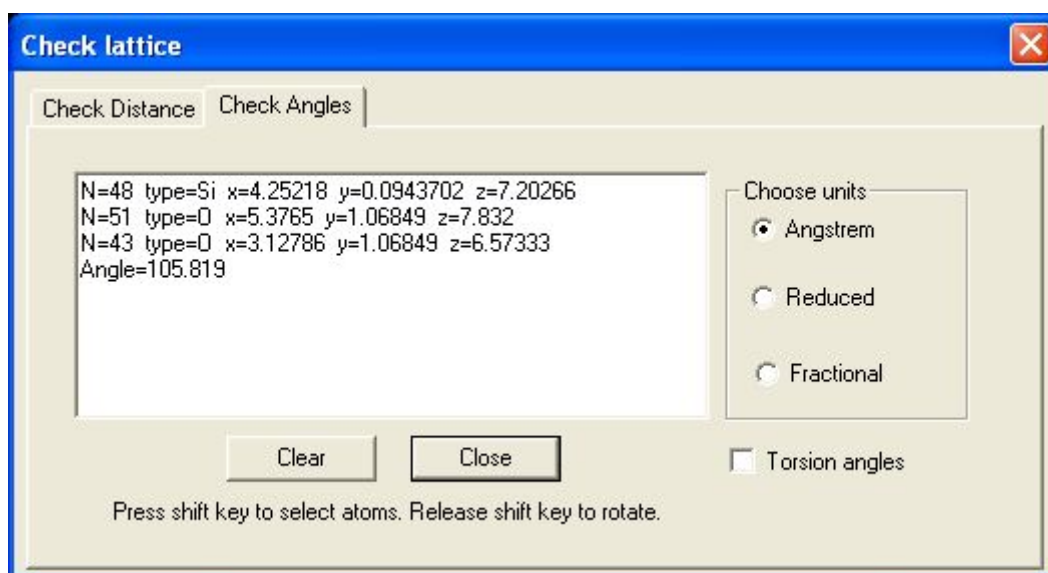 Check lattice
Check Distance Check Angles
N=48 type=Si x=4.25218 y=0.0943702 z=7.20266
N=51 type=O x=5.3765 y=1.06849 z=7.832
N=43 type=O x=3.12786 y=1.06849 z=6.57333
Angle=105.819
Choose units
Angstrem
Reduced
Fractional
Clear Close
Torsion angles
Press shift key to select atoms. Release shift key to rotate.